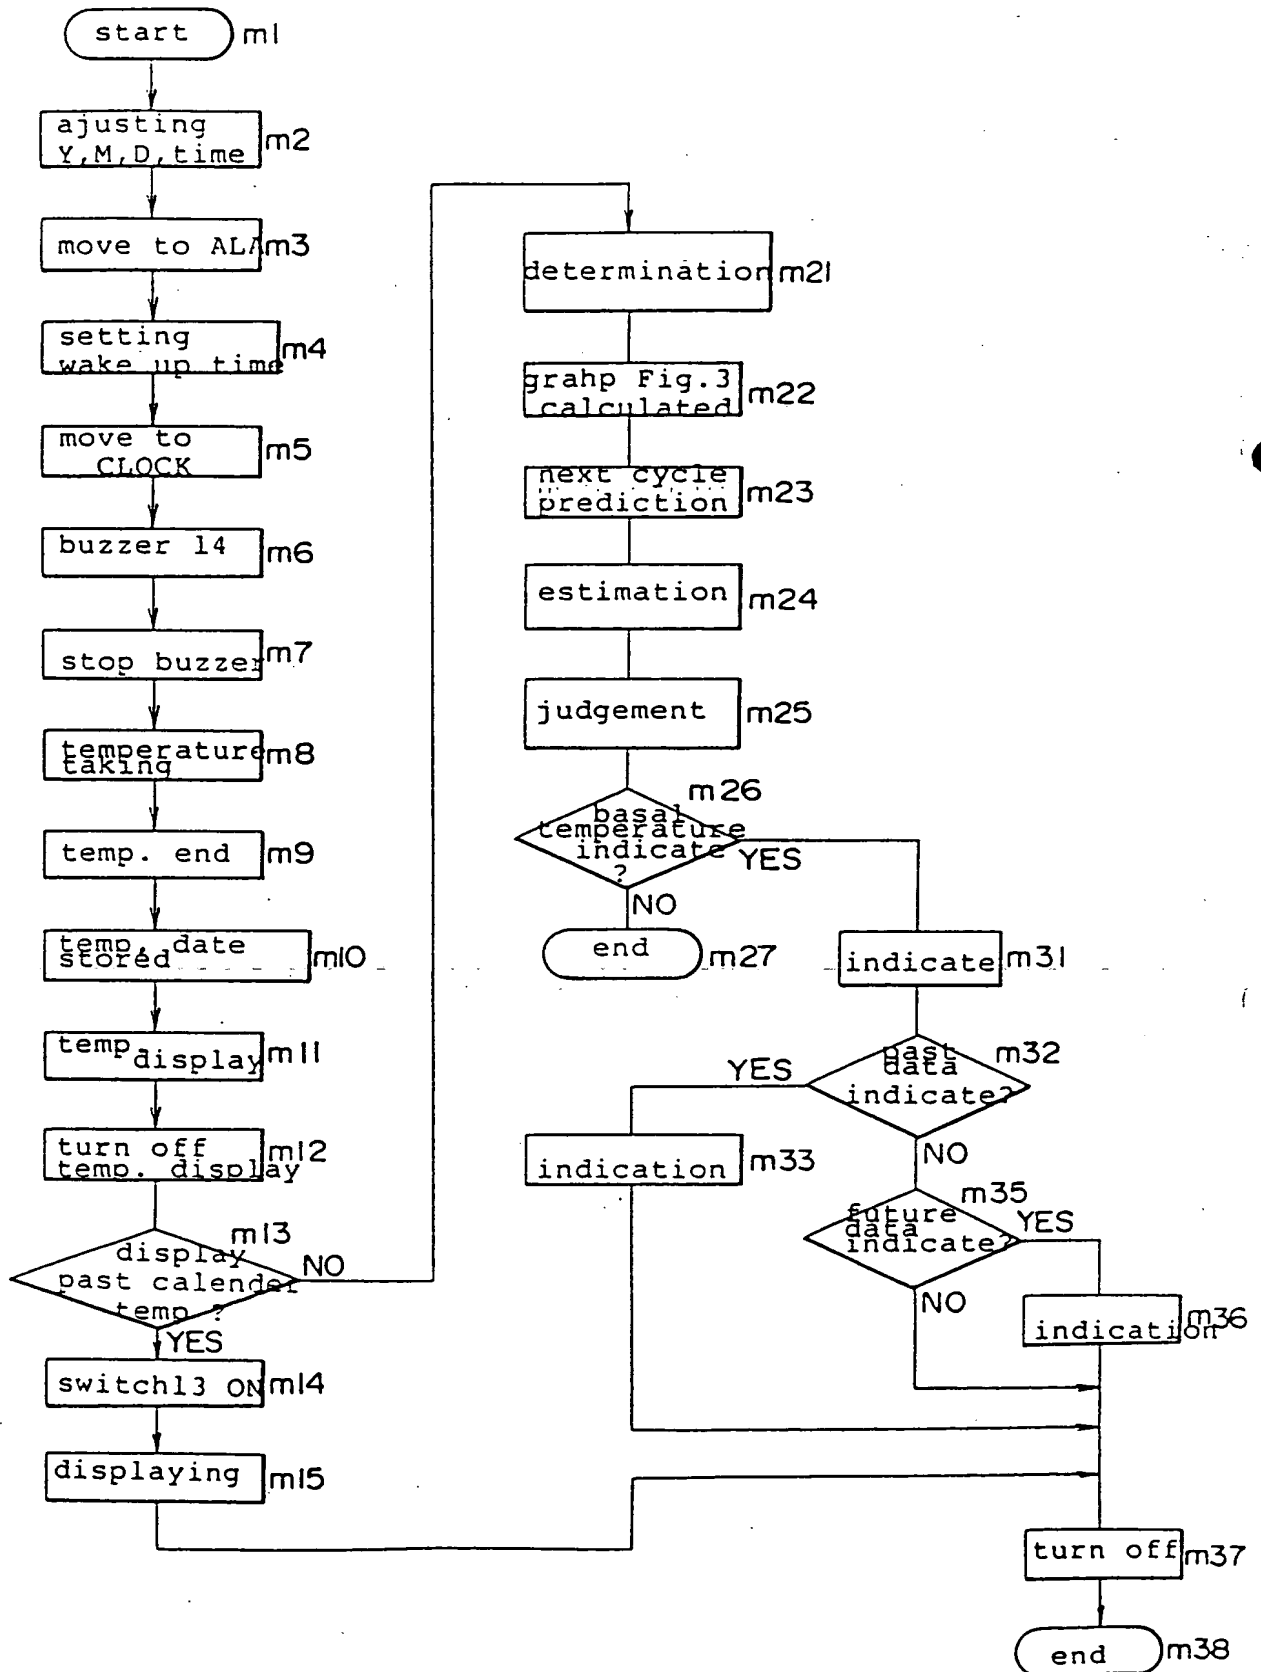 start
m1
ajusting
Y,M,D,time
m2
move to ALA
m3
setting
wake up time
m4
move to
CLOCK
m5
buzzer 14
m6
stop buzzer
m7
temperature
taking
m8
temp. end
m9
temp. date
stored
m10
temp.
display
m11
turn off
temp. display
m12
m13
display
past calender
temp ?
NO
YES
switch13 ON
m14
displaying
m15
determination
m21
grahp Fig.3
calculated
m22
next cycle
prediction
m23
estimation
m24
judgement
m25
m26
basal
temperature
indicate
?
YES
NO
end
m27
indicate
m31
past
data
indicate?
m32
YES
NO
indication
m33
m35
future
data
indicate?
YES
NO
indication
m36
turn off
m37
end
m38